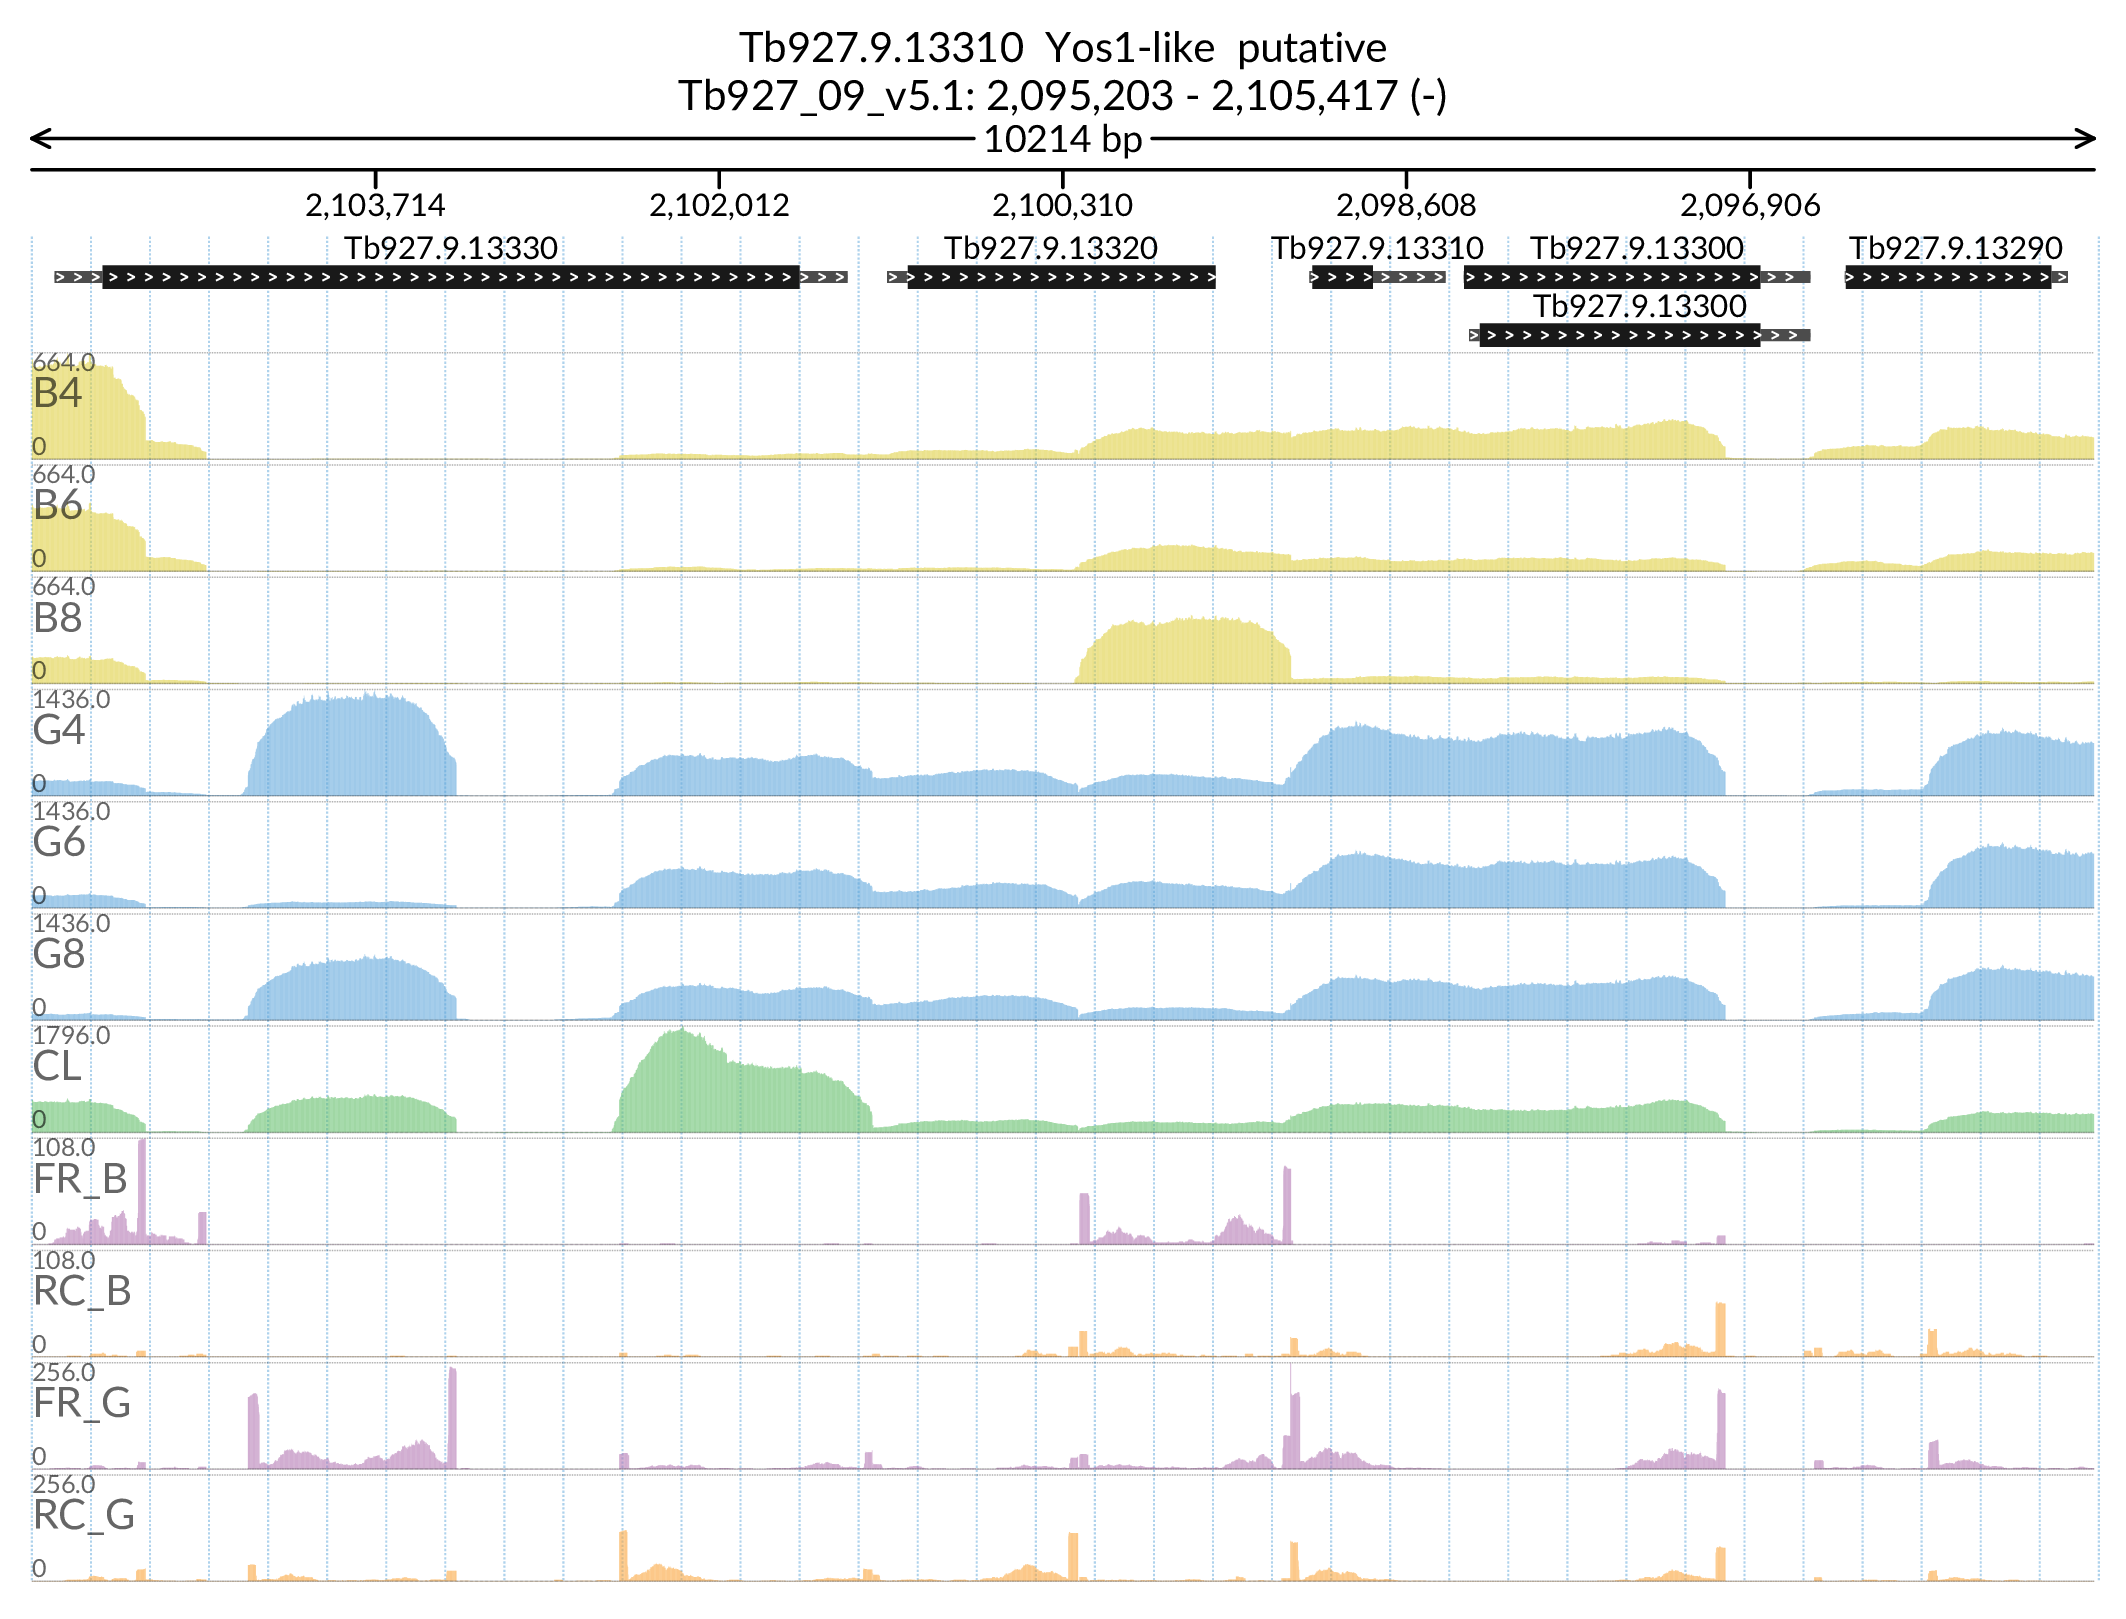 Tb927.9.13310 Yos1-like putative
Tb927_09_v5.1: 2,095,203 - 2,105,417 (-)
10214 bp
2,103,714 2,102,012 2,100,310 2,098,608 2,096,906
Tb927.9.13330 Tb927.9.13320 Tb927.9.13310 Tb927.9.13300 Tb927.9.13290
Tb927.9.13300
664.0
B4
0
664.0
B6
0
664.0
B8
0
1436.0
G4
0
1436.0
G6
0
1436.0
G8
0
1796.0
CL
0
108.0
FR_B
0
108.0
RC_B
0
256.0
FR_G
0
256.0
RC_G
0